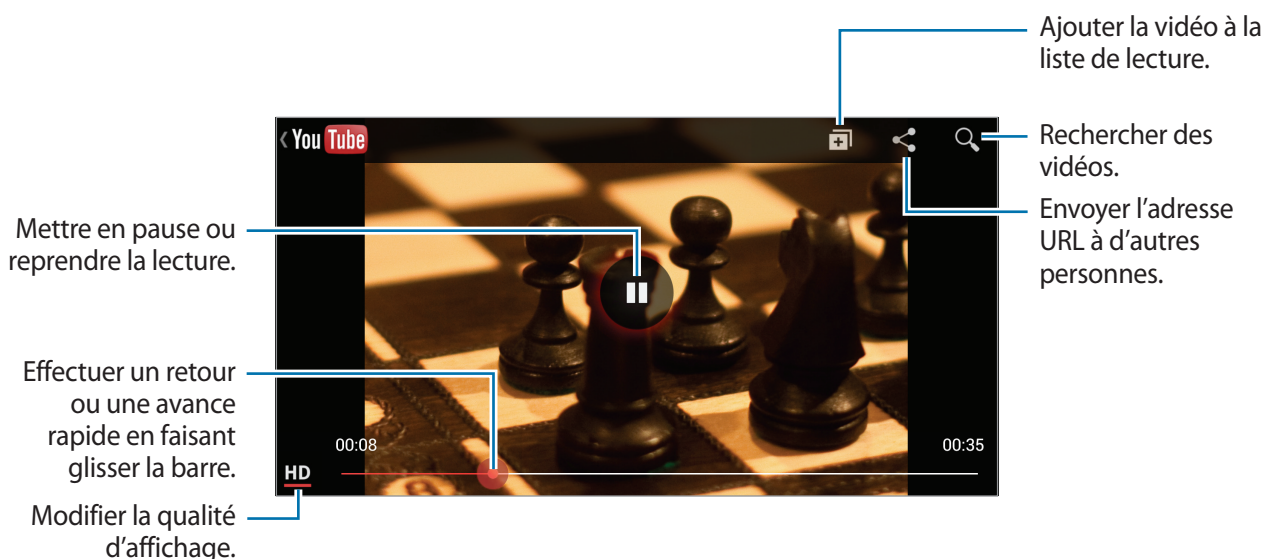 Ajouter la vidéo à la
liste de lecture.
You Tube
Rechercher des
vidéos.
Envoyer l’adresse
URL à d’autres
personnes.
Mettre en pause ou
reprendre la lecture.
Effectuer un retour
ou une avance
rapide en faisant
glisser la barre.
00:08
00:35
HD
Modifier la qualité
d’affichage.